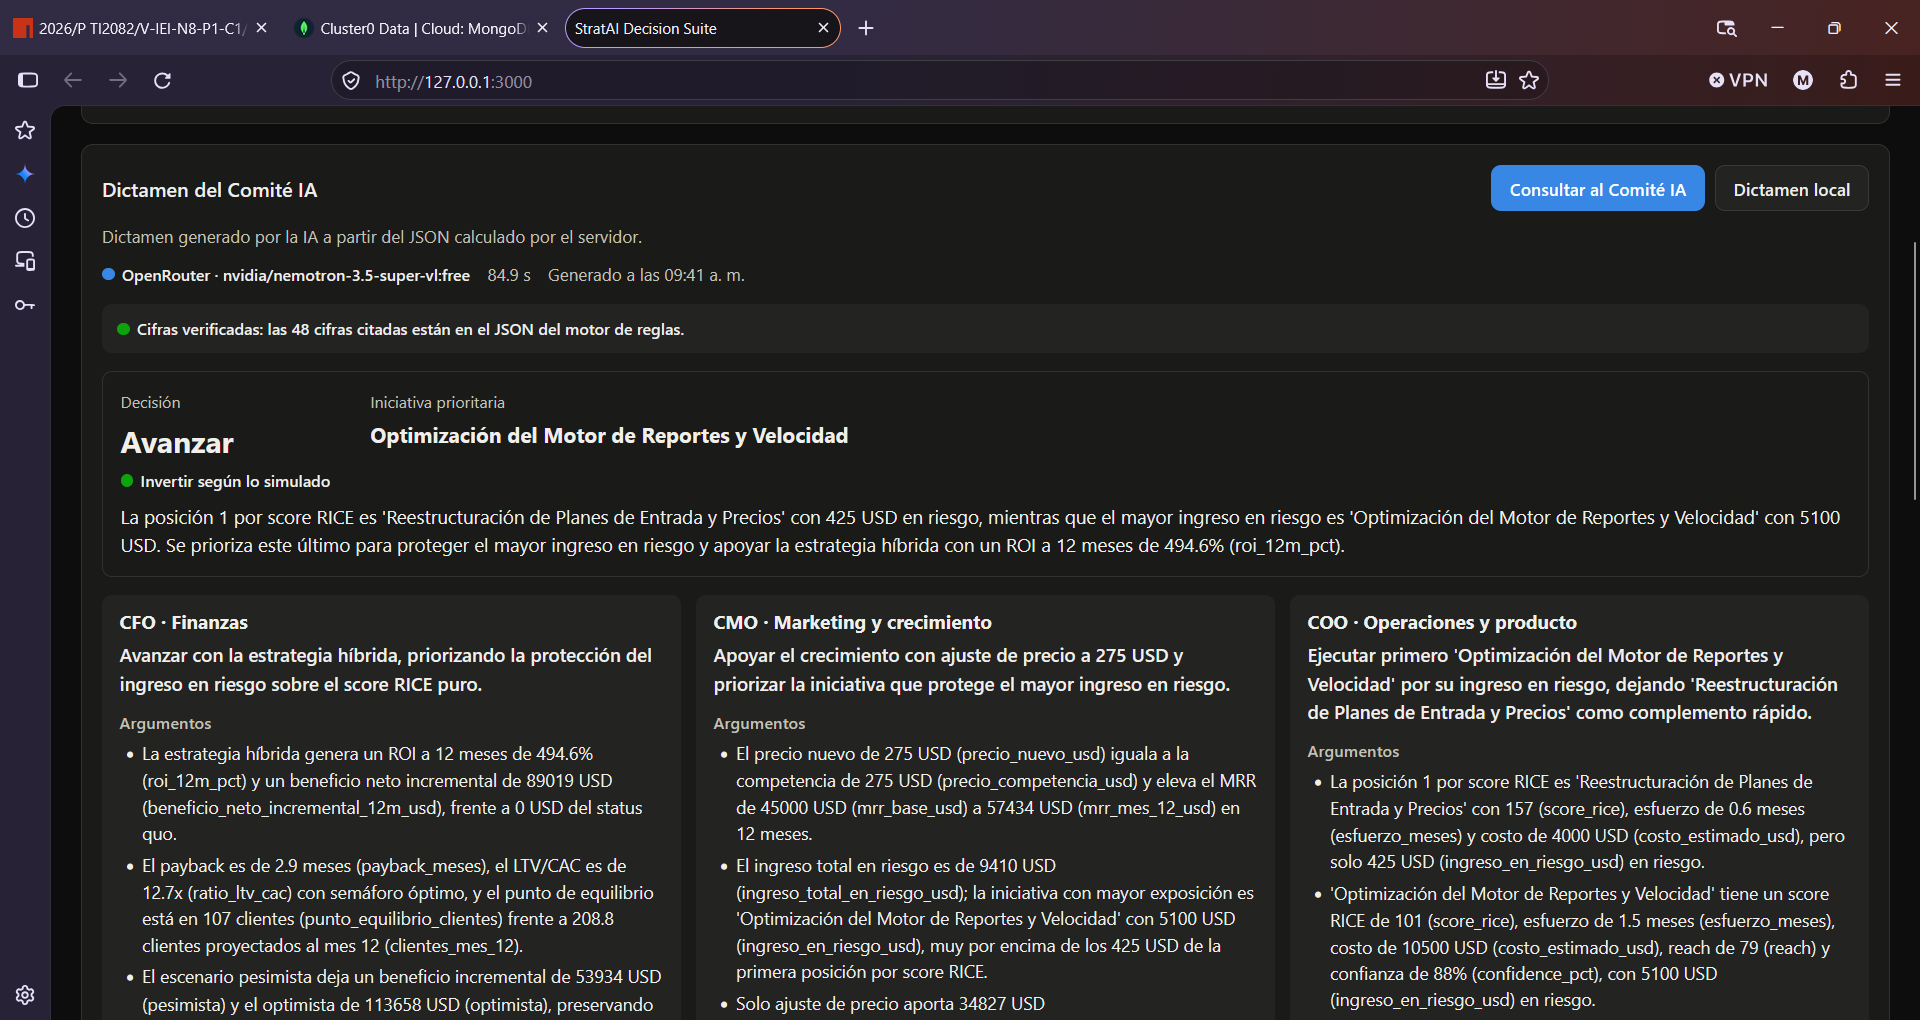 2026/P TI2082/V-IEI-N8-P1-C1/
Cluster0 Data | Cloud: MongoD
StratAI Decision Suite
http://127.0.0.1:3000
VPN
M
Dictamen del Comité IA
Consultar al Comité IA
Dictamen local
Dictamen generado por la IA a partir del JSON calculado por el servidor.
OpenRouter · nvidia/nemotron-3.5-super-vl:free 84.9 s Generado a las 09:41 a. m.
Cifras verificadas: las 48 cifras citadas están en el JSON del motor de reglas.
Decisión
Avanzar
Invertir según lo simulado
Iniciativa prioritaria
Optimización del Motor de Reportes y Velocidad
La posición 1 por score RICE es 'Reestructuración de Planes de Entrada y Precios' con 425 USD en riesgo, mientras que el mayor ingreso en riesgo es 'Optimización del Motor de Reportes y Velocidad' con 5100
USD. Se prioriza este último para proteger el mayor ingreso en riesgo y apoyar la estrategia híbrida con un ROI a 12 meses de 494.6% (roi_12m_pct).
CFO · Finanzas
Avanzar con la estrategia híbrida, priorizando la protección del
ingreso en riesgo sobre el score RICE puro.
Argumentos
• La estrategia híbrida genera un ROI a 12 meses de 494.6%
(roi_12m_pct) y un beneficio neto incremental de 89019 USD
(beneficio_neto_incremental_12m_usd), frente a 0 USD del status
quo.
• El payback es de 2.9 meses (payback_meses), el LTV/CAC es de
12.7x (ratio_ltv_cac) con semáforo óptimo, y el punto de equilibrio
está en 107 clientes (punto_equilibrio_clientes) frente a 208.8
clientes proyectados al mes 12 (clientes_mes_12).
• El escenario pesimista deja un beneficio incremental de 53934 USD
(pesimista) y el optimista de 113658 USD (optimista), preservando
CMO · Marketing y crecimiento
Apoyar el crecimiento con ajuste de precio a 275 USD y
priorizar la iniciativa que protege el mayor ingreso en riesgo.
Argumentos
• El precio nuevo de 275 USD (precio_nuevo_usd) iguala a la
competencia de 275 USD (precio_competencia_usd) y eleva el MRR
de 45000 USD (mrr_base_usd) a 57434 USD (mrr_mes_12_usd) en
12 meses.
• El ingreso total en riesgo es de 9410 USD
(ingreso_total_en_riesgo_usd); la iniciativa con mayor exposición es
'Optimización del Motor de Reportes y Velocidad' con 5100 USD
(ingreso_en_riesgo_usd), muy por encima de los 425 USD de la
primera posición por score RICE.
• Solo ajuste de precio aporta 34827 USD
COO · Operaciones y producto
Ejecutar primero 'Optimización del Motor de Reportes y
Velocidad' por su ingreso en riesgo, dejando 'Reestructuración
de Planes de Entrada y Precios' como complemento rápido.
Argumentos
• La posición 1 por score RICE es 'Reestructuración de Planes de
Entrada y Precios' con 157 (score_rice), esfuerzo de 0.6 meses
(esfuerzo_meses) y costo de 4000 USD (costo_estimado_usd), pero
solo 425 USD (ingreso_en_riesgo_usd) en riesgo.
• 'Optimización del Motor de Reportes y Velocidad' tiene un score
RICE de 101 (score_rice), esfuerzo de 1.5 meses (esfuerzo_meses),
costo de 10500 USD (costo_estimado_usd), reach de 79 (reach) y
confianza de 88% (confidence_pct), con 5100 USD
(ingreso_en_riesgo_usd) en riesgo.